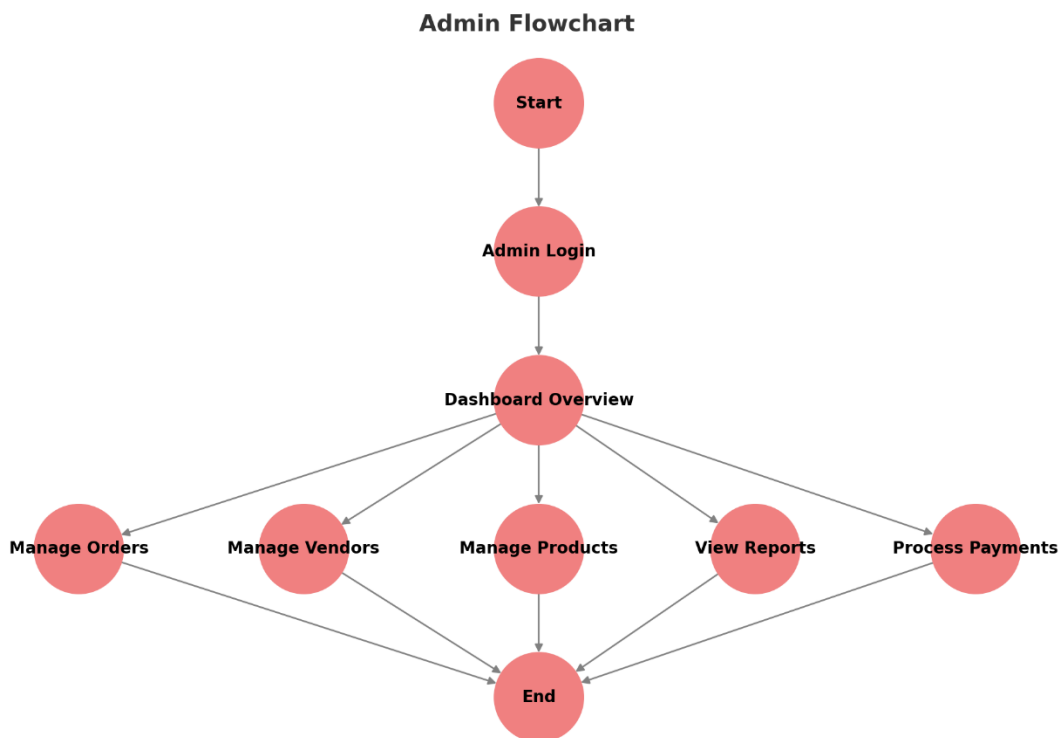 Admin Flowchart
Start
Admin Login
Dashboard Overview
Manage Orders
Manage Vendors
Manage Products
View Reports
Process Payments
End